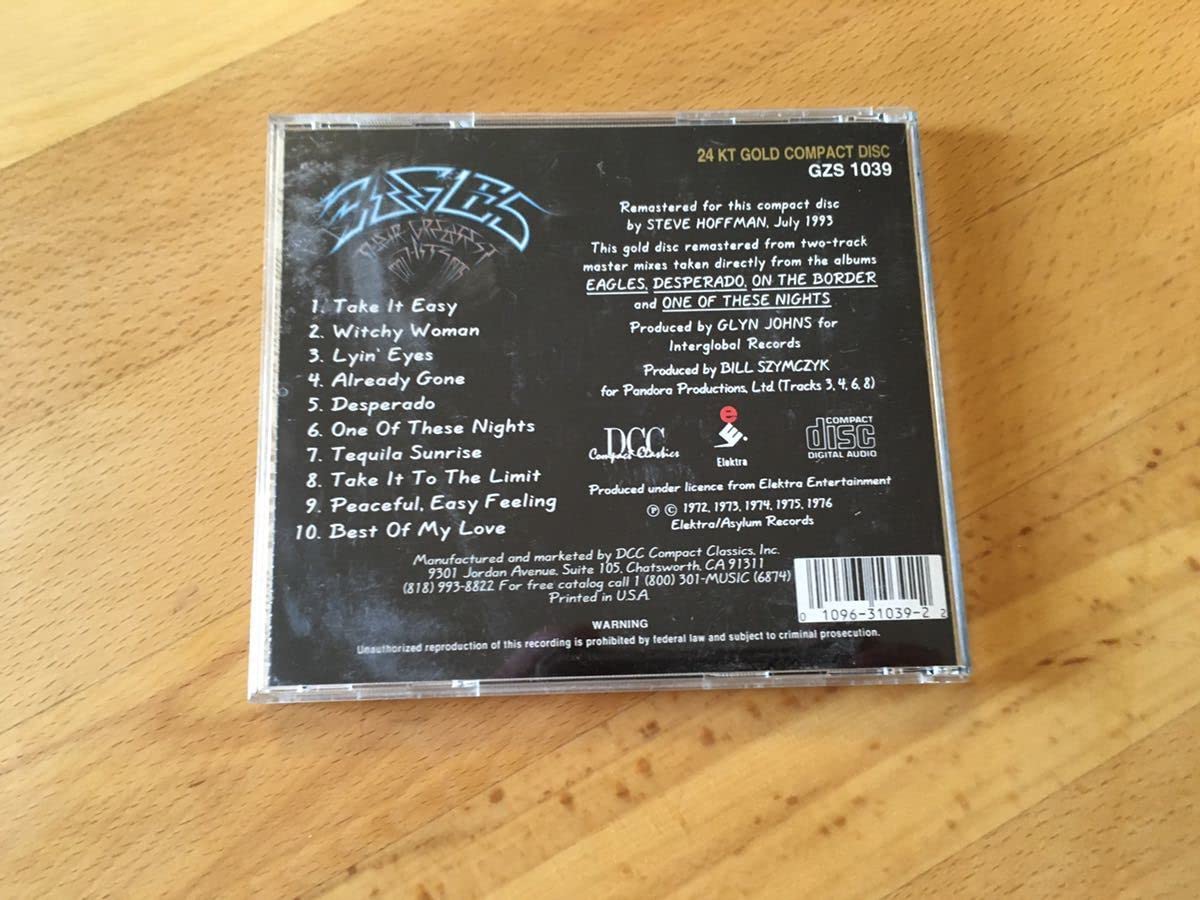 EAGLES
THEIR GREATEST
HITS
1. Take It Easy
2. Witchy Woman
3. Lyin' Eyes
4. Already Gone
5. Desperado
6. One Of These Nights
7. Tequila Sunrise
8. Take It To The Limit
9. Peaceful, Easy Feeling
10. Best Of My Love
24 KT GOLD COMPACT DISC
GZS 1039
Remastered for this compact disc
by STEVE HOFFMAN, July 1993
This gold disc remastered from two-track
master mixes taken directly from the albums
EAGLES, DESPERADO, ON THE BORDER
and ONE OF THESE NIGHTS
Produced by GLYN JOHNS for
Interglobal Records
Produced by BILL SZYMCZYK
for Pandora Productions, Ltd. (Tracks 3, 4, 6, 8)
DCC
Compact Classics
e
Elektra
COMPACT
disc
DIGITAL AUDIO
Produced under licence from Elektra Entertainment
℗ © 1972, 1973, 1974, 1975, 1976
Elektra/Asylum Records
Manufactured and marketed by DCC Compact Classics, Inc.
9301 Jordan Avenue, Suite 105, Chatsworth, CA 91311
(818) 993-8822 For free catalog call 1 (800) 301-MUSIC (6874)
Printed in U.S.A.
0 1096-31039-2 2
WARNING
Unauthorized reproduction of this recording is prohibited by federal law and subject to criminal prosecution.